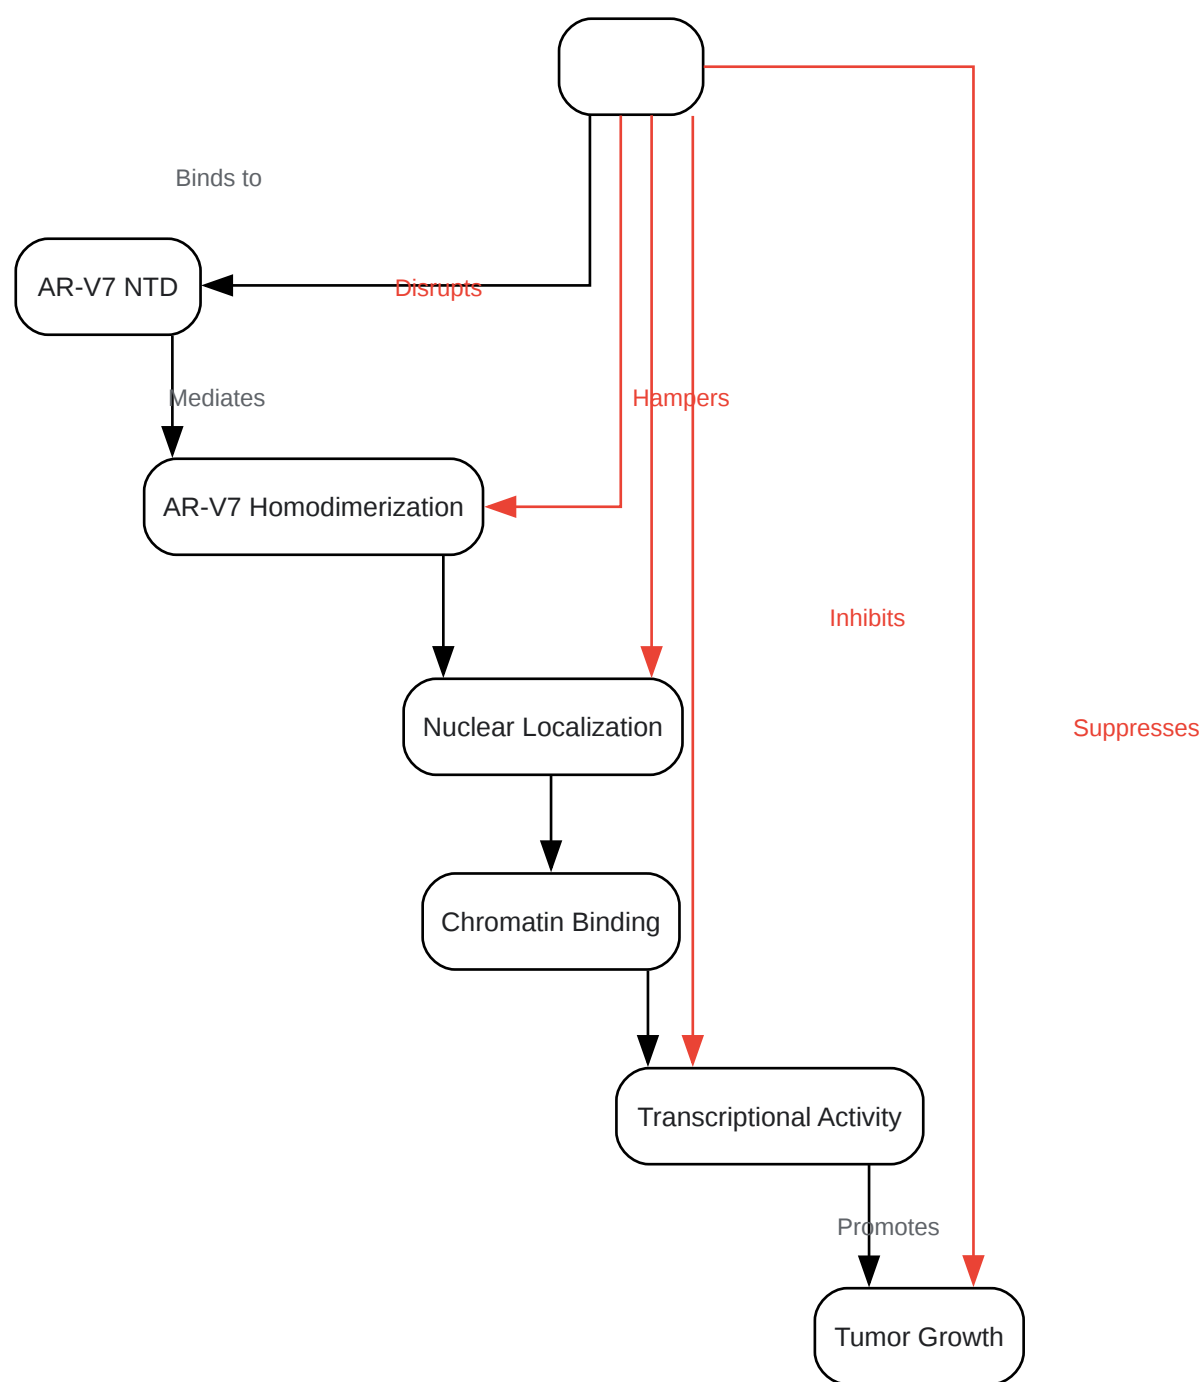 Binds to
AR-V7 NTD
Disrupts
Mediates
Hampers
AR-V7 Homodimerization
Inhibits
Nuclear Localization
Suppresses
Chromatin Binding
Transcriptional Activity
Promotes
Tumor Growth